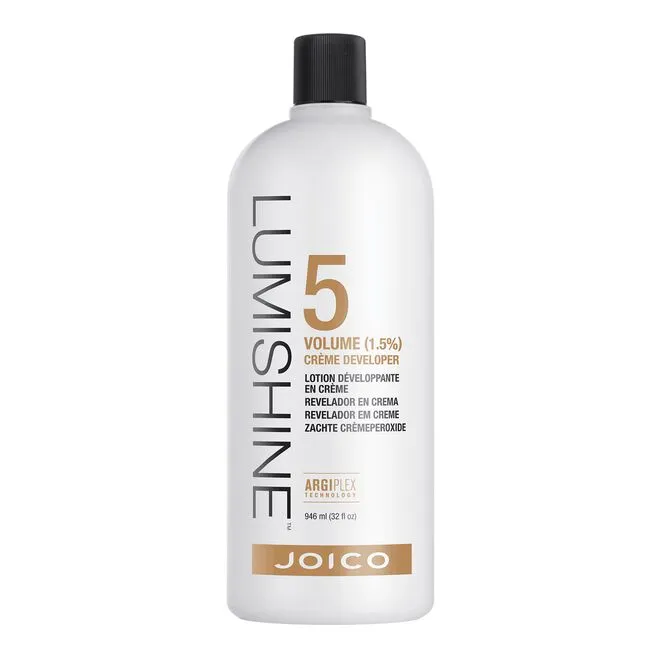 LUMISHINE™
5
VOLUME (1.5%)
CRÈME DEVELOPER
LOTION DÉVELOPPANTE
EN CRÈME
REVELADOR EN CREMA
REVELADOR EM CREME
ZACHTE CRÈMEPEROXIDE
ARGIPLEX
TECHNOLOGY
946 ml (32 fl oz)
JOICO